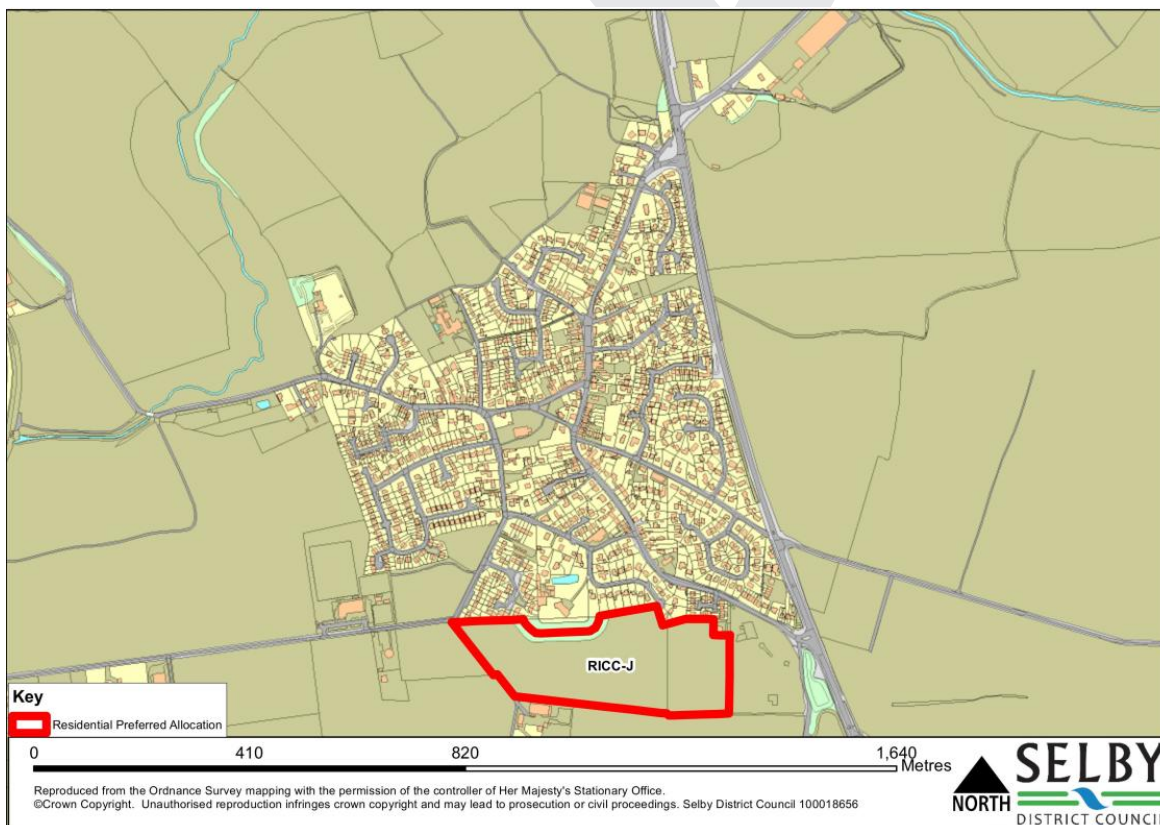 RICC-J
Key
Residential Preferred Allocation
0 410 820 1,640
Metres
Reproduced from the Ordnance Survey mapping with the permission of the controller of Her Majesty's Stationary Office.
©Crown Copyright. Unauthorised reproduction infringes crown copyright and may lead to prosecution or civil proceedings. Selby District Council 100018656
NORTH
SELBY
DISTRICT COUNCIL